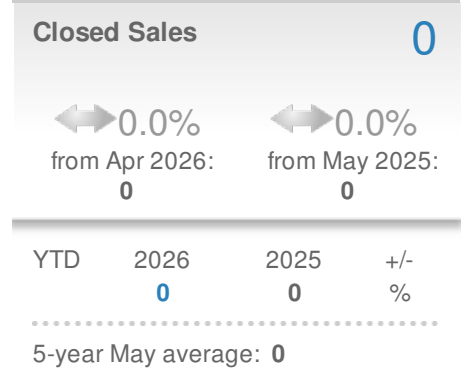 Closed Sales 0
0.0% 0.0%
from Apr 2026: from May 2025:
0 0
YTD 2026 2025 +/-
0 0 %
5-year May average: 0